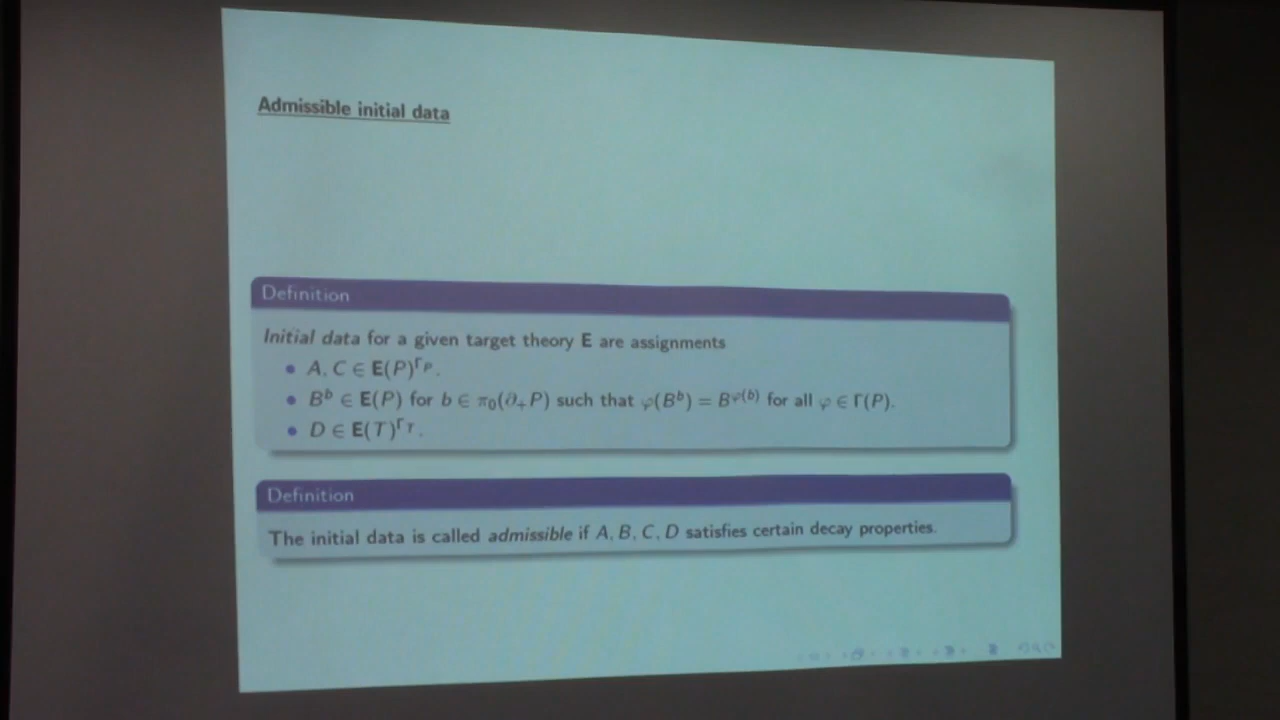 Admissible initial data
Definition
Initial data for a given target theory E are assignments
• A, C ∈ E(P)^{Γ_P}.
• B^b ∈ E(P) for b ∈ π₀(∂₊P) such that φ(B^b) = B^{φ(b)} for all φ ∈ Γ(P).
• D ∈ E(T)^{Γ_T}.
Definition
The initial data is called admissible if A, B, C, D satisfies certain decay properties.